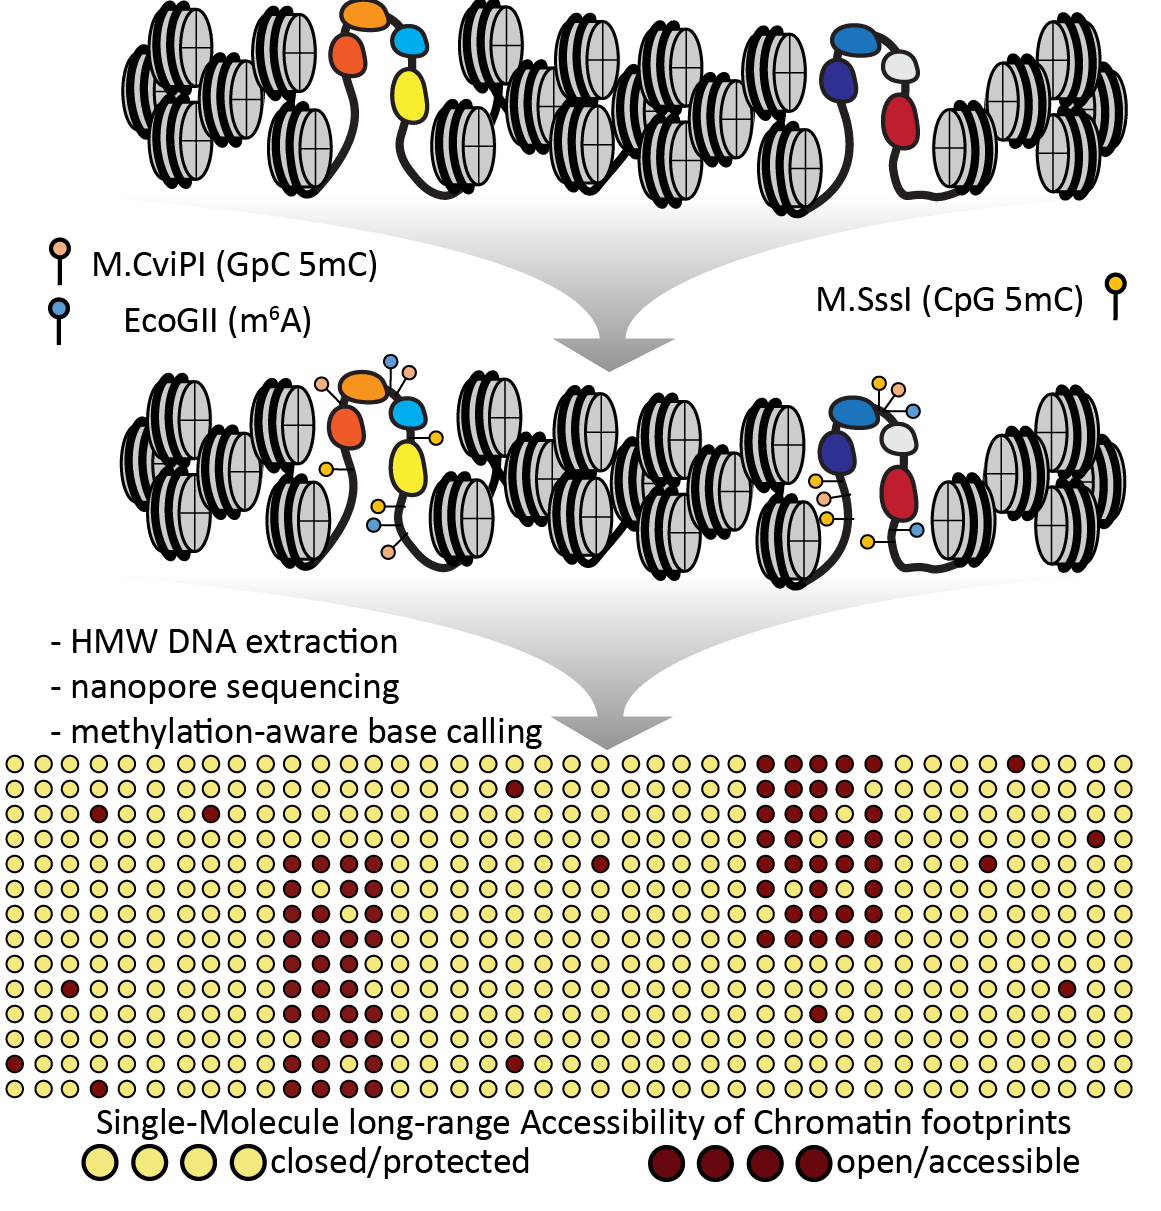 M.CviPI (GpC 5mC)
EcoGII (m⁶A)
M.SssI (CpG 5mC)
- HMW DNA extraction
- nanopore sequencing
- methylation-aware base calling
Single-Molecule long-range Accessibility of Chromatin footprints
closed/protected
open/accessible